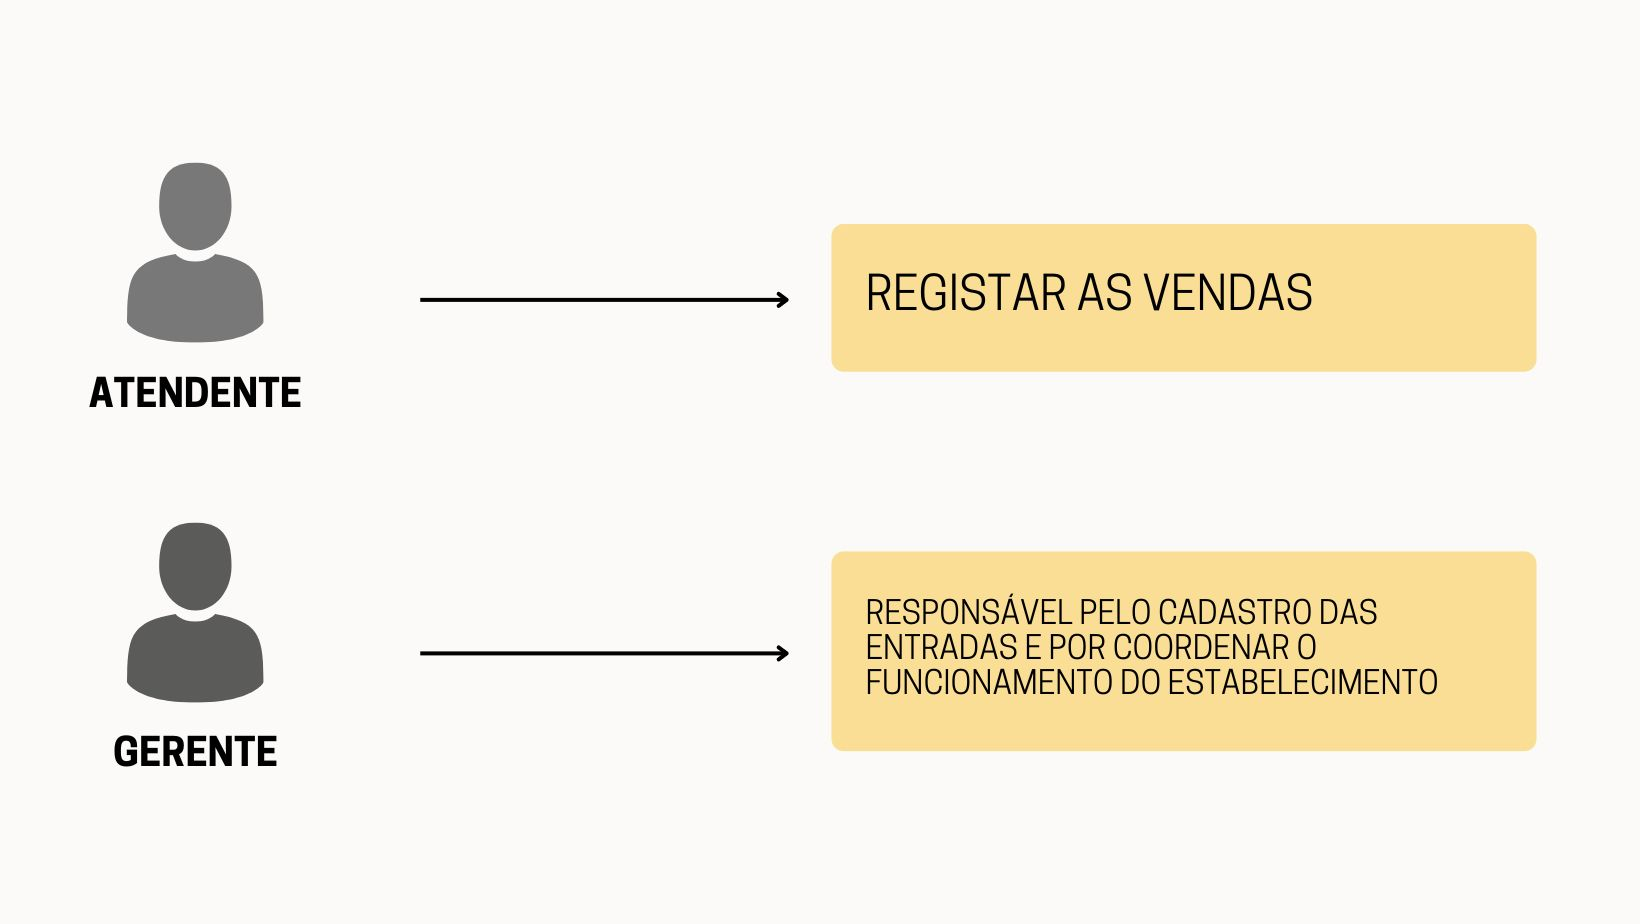 ATENDENTE
REGISTAR AS VENDAS
GERENTE
RESPONSÁVEL PELO CADASTRO DAS
ENTRADAS E POR COORDENAR O
FUNCIONAMENTO DO ESTABELECIMENTO